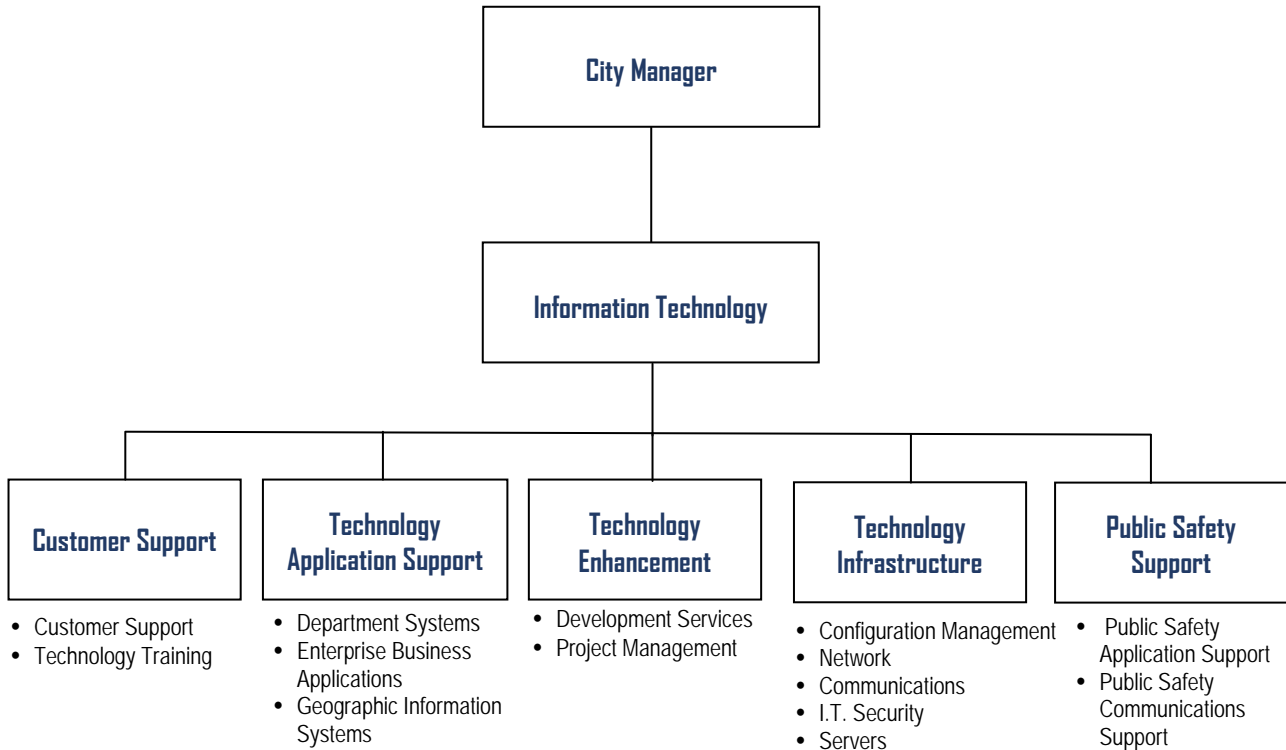 City Manager
Information Technology
Customer Support
• Customer Support
• Technology Training
Technology
Application Support
• Department Systems
• Enterprise Business
Applications
• Geographic Information
Systems
Technology
Enhancement
• Development Services
• Project Management
Technology
Infrastructure
• Configuration Management
• Network
• Communications
• I.T. Security
• Servers
Public Safety
Support
• Public Safety
Application Support
• Public Safety
Communications
Support